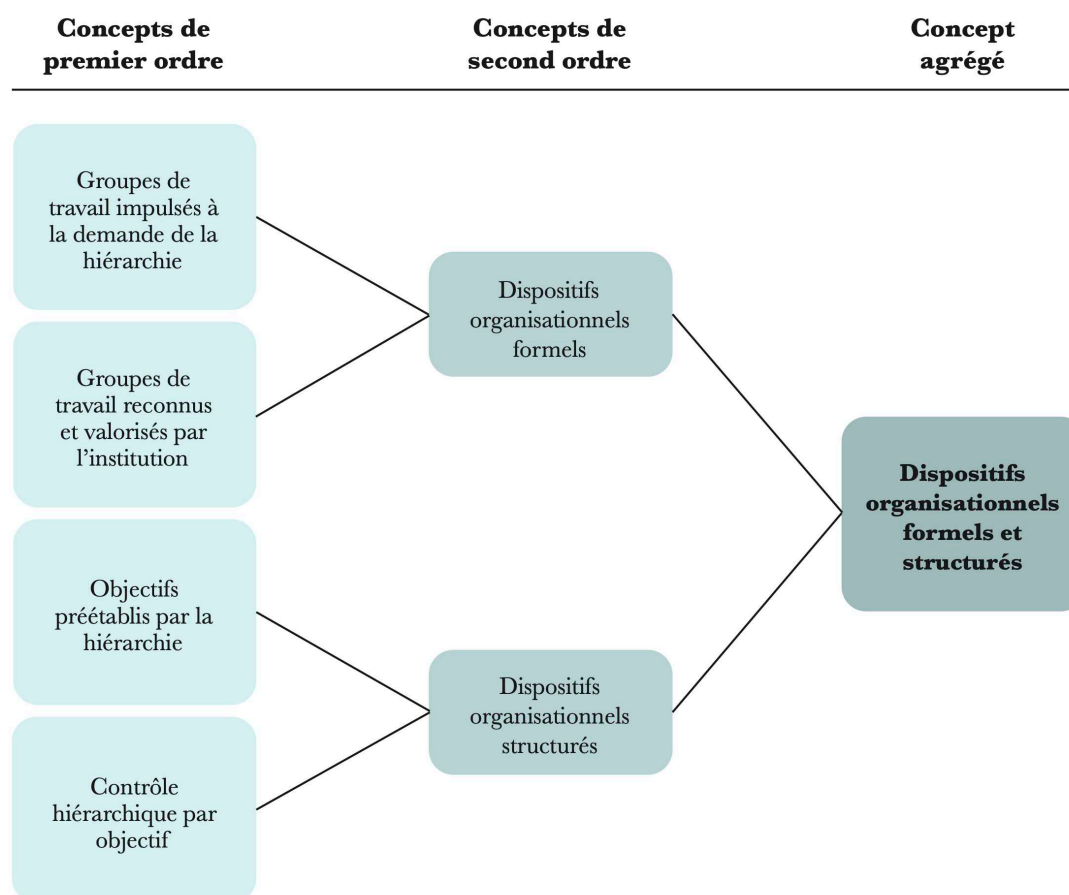 Concepts de
premier ordre
Concepts de
second ordre
Concept
agrégé
Groupes de
travail impulsés à
la demande de la
hiérarchie
Groupes de
travail reconnus
et valorisés par
l’institution
Objectifs
préétablis par la
hiérarchie
Contrôle
hiérarchique par
objectif
Dispositifs
organisationnels
formels
Dispositifs
organisationnels
structurés
Dispositifs
organisationnels
formels et
structurés